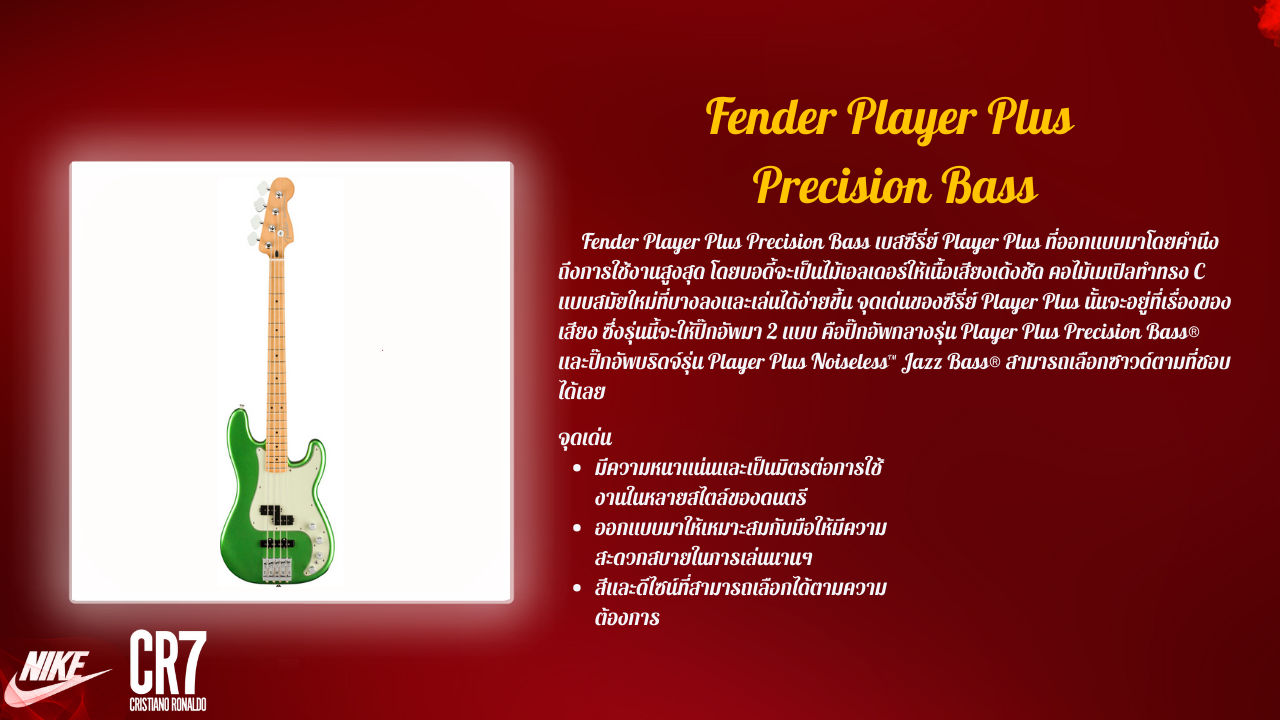 Fender Player Plus
Precision Bass
Fender Player Plus Precision Bass เบสซีรี่ย์ Player Plus ที่ออกแบบมาโดยคำนึง
ถึงการใช้งานสูงสุด โดยบอดี้จะเป็นไม้เอลเดอร์ให้เนื้อเสียงเด้งชัด คอไม้เมเปิลทำทรง C
แบบสมัยใหม่ที่บางลงและเล่นได้ง่ายขึ้น จุดเด่นของซีรี่ย์ Player Plus นั้นจะอยู่ที่เรื่องของ
เสียง ซึ่งรุ่นนี้จะให้ปิ๊กอัพมา 2 แบบ คือปิ๊กอัพกลางรุ่น Player Plus Precision Bass®
และปิ๊กอัพบริดจ์รุ่น Player Plus Noiseless™ Jazz Bass® สามารถเลือกซาวด์ตามที่ชอบ
ได้เลย
จุดเด่น
• มีความหนาแน่นและเป็นมิตรต่อการใช้
งานในหลายสไตล์ของดนตรี
• ออกแบบมาให้เหมาะสมกับมือให้มีความ
สะดวกสบายในการเล่นนานๆ
• สีและดีไซน์ที่สามารถเลือกได้ตามความ
ต้องการ
NIKE
CR7
CRISTIANO RONALDO